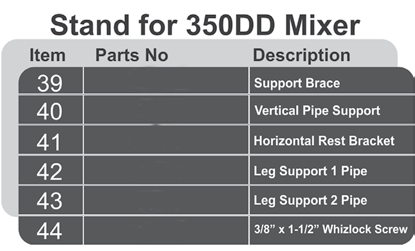 Stand for 350DD Mixer
Item Parts No Description
39 Support Brace
40 Vertical Pipe Support
41 Horizontal Rest Bracket
42 Leg Support 1 Pipe
43 Leg Support 2 Pipe
44 3/8” x 1-1/2” Whizlock Screw